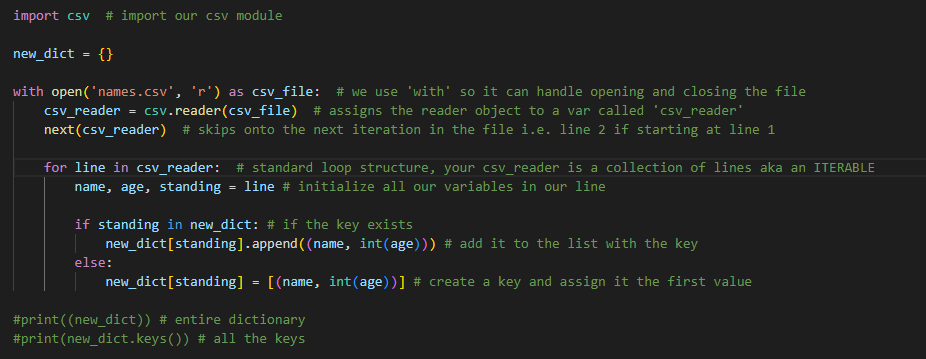 import csv  # import our csv module
new_dict = {}
with open('names.csv', 'r') as csv_file:  # we use 'with' so it can handle opening and closing the file
    csv_reader = csv.reader(csv_file)  # assigns the reader object to a var called 'csv_reader'
    next(csv_reader)  # skips onto the next iteration in the file i.e. line 2 if starting at line 1
    for line in csv_reader:  # standard loop structure, your csv_reader is a collection of lines aka an ITERABLE
        name, age, standing = line # initialize all our variables in our line
        if standing in new_dict: # if the key exists
            new_dict[standing].append((name, int(age))) # add it to the list with the key
        else:
            new_dict[standing] = [(name, int(age))] # create a key and assign it the first value
#print((new_dict)) # entire dictionary
#print(new_dict.keys()) # all the keys